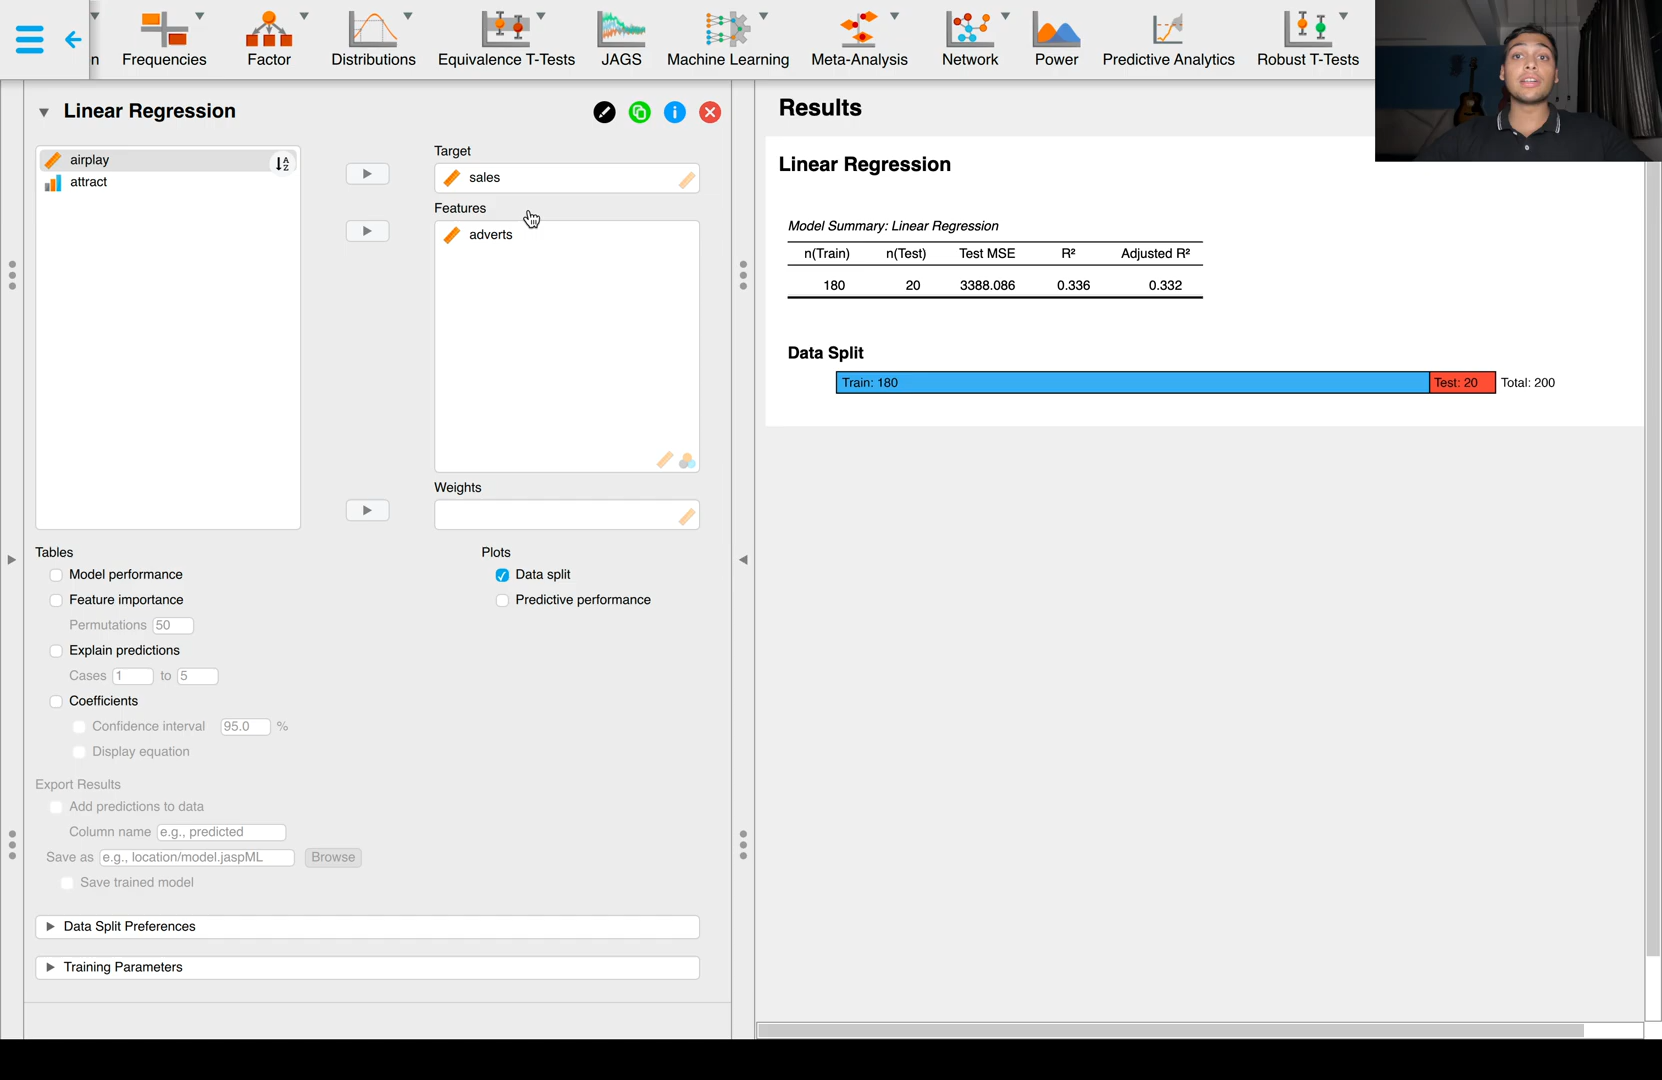 n
Frequencies
Factor
Distributions
Equivalence T-Tests
JAGS
Machine Learning
Meta-Analysis
Network
Power
Predictive Analytics
Robust T-Tests
Linear Regression
airplay
attract
Target
sales
Features
adverts
Weights
Tables
Model performance
Feature importance
Permutations 50
Explain predictions
Cases 1 to 5
Coefficients
Confidence interval 95.0 %
Display equation
Plots
Data split
Predictive performance
Export Results
Add predictions to data
Column name e.g., predicted
Save as e.g., location/model.jaspML Browse
Save trained model
Data Split Preferences
Training Parameters
Results
Linear Regression
Model Summary: Linear Regression
n(Train) n(Test) Test MSE R² Adjusted R²
180 20 3388.086 0.336 0.332
Data Split
Train: 180 Test: 20 Total: 200